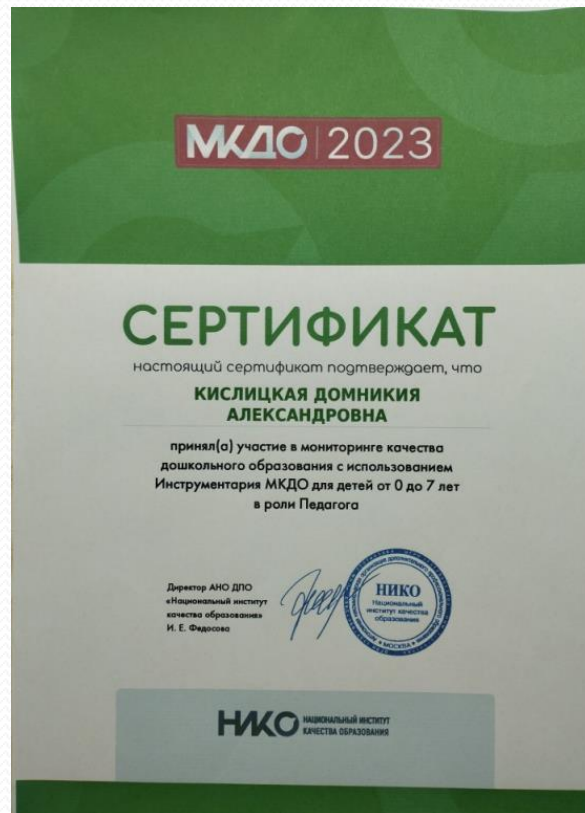 МКДО 2023
СЕРТИФИКАТ
настоящий сертификат подтверждает, что
КИСЛИЦКАЯ ДОМНИКИЯ
АЛЕКСАНДРОВНА
принял(а) участие в мониторинге качества
дошкольного образования с использованием
Инструментария МКДО для детей от 0 до 7 лет
в роли Педагога
Директор АНО ДПО
«Национальный институт
качества образования»
И. Е. Федосова
НИКО
Национальный
институт качества
образования
МОСКВА
НИКО НАЦИОНАЛЬНЫЙ ИНСТИТУТ
КАЧЕСТВА ОБРАЗОВАНИЯ